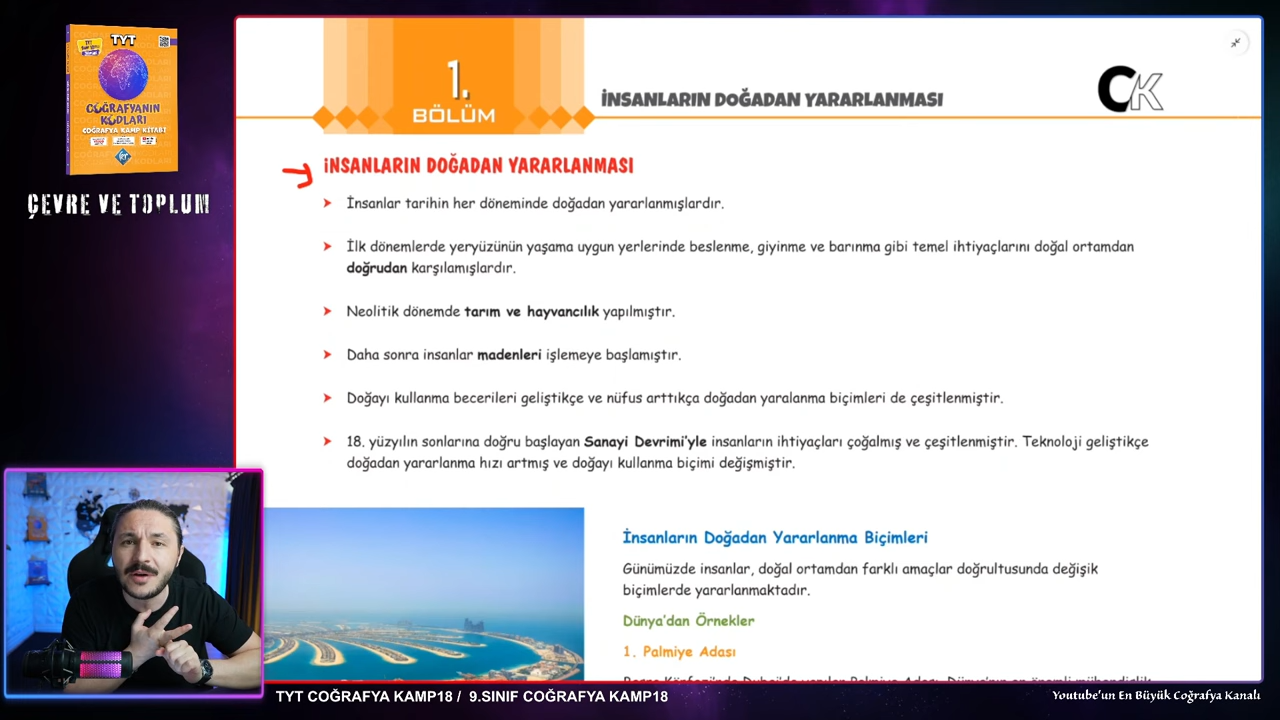 TYT
COĞRAFYANIN
KODLARI
COĞRAFYA KAMP KİTABI
ÇEVRE VE TOPLUM
1.
BÖLÜM
İNSANLARIN DOĞADAN YARARLANMASI
CK
İNSANLARIN DOĞADAN YARARLANMASI
İnsanlar tarihin her döneminde doğadan yararlanmışlardır.
İlk dönemlerde yeryüzünün yaşama uygun yerlerinde beslenme, giyinme ve barınma gibi temel ihtiyaçlarını doğal ortamdan
doğrudan karşılamışlardır.
Neolitik dönemde tarım ve hayvancılık yapılmıştır.
Daha sonra insanlar madenleri işlemeye başlamıştır.
Doğayı kullanma becerileri geliştikçe ve nüfus arttıkça doğadan yaralanma biçimleri de çeşitlenmiştir.
18. yüzyılın sonlarına doğru başlayan Sanayi Devrimi'yle insanların ihtiyaçları çoğalmış ve çeşitlenmiştir. Teknoloji geliştikçe
doğadan yararlanma hızı artmış ve doğayı kullanma biçimi değişmiştir.
İnsanların Doğadan Yararlanma Biçimleri
Günümüzde insanlar, doğal ortamdan farklı amaçlar doğrultusunda değişik
biçimlerde yararlanmaktadır.
Dünya'dan Örnekler
1. Palmiye Adası
TYT COĞRAFYA KAMP18 / 9.SINIF COĞRAFYA KAMP18
Youtube'un En Büyük Coğrafya Kanalı